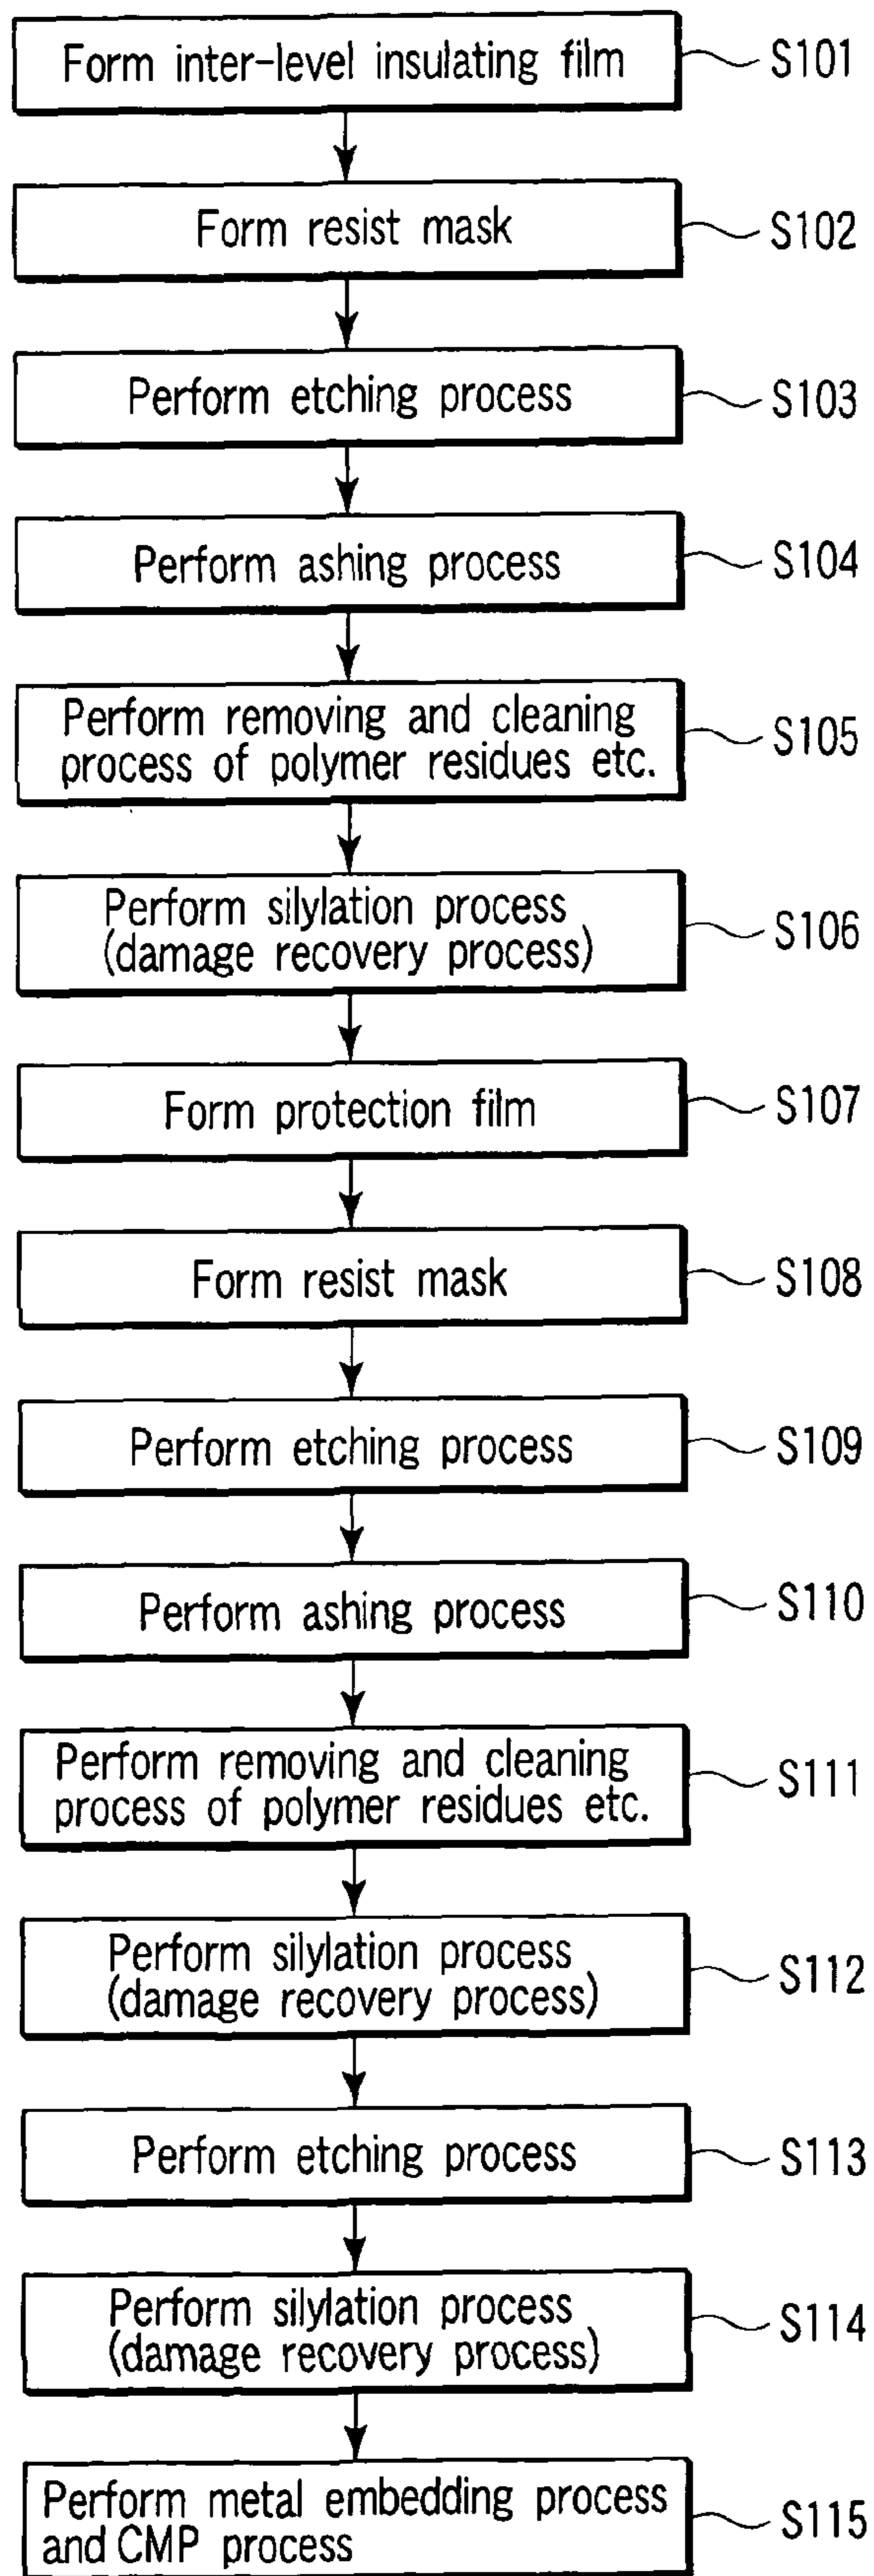 Form inter-level insulating film
S101
Form resist mask
S102
Perform etching process
S103
Perform ashing process
S104
Perform removing and cleaning
process of polymer residues etc.
S105
Perform silylation process
(damage recovery process)
S106
Form protection film
S107
Form resist mask
S108
Perform etching process
S109
Perform ashing process
S110
Perform removing and cleaning
process of polymer residues etc.
S111
Perform silylation process
(damage recovery process)
S112
Perform etching process
S113
Perform silylation process
(damage recovery process)
S114
Perform metal embedding process
and CMP process
S115